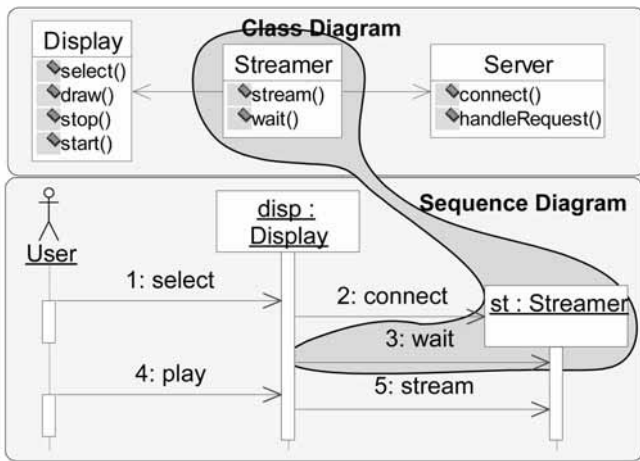 Class Diagram
Display
select()
draw()
stop()
start()
Streamer
stream()
wait()
Server
connect()
handleRequest()
Sequence Diagram
User
disp :
Display
st : Streamer
1: select
2: connect
3: wait
4: play
5: stream